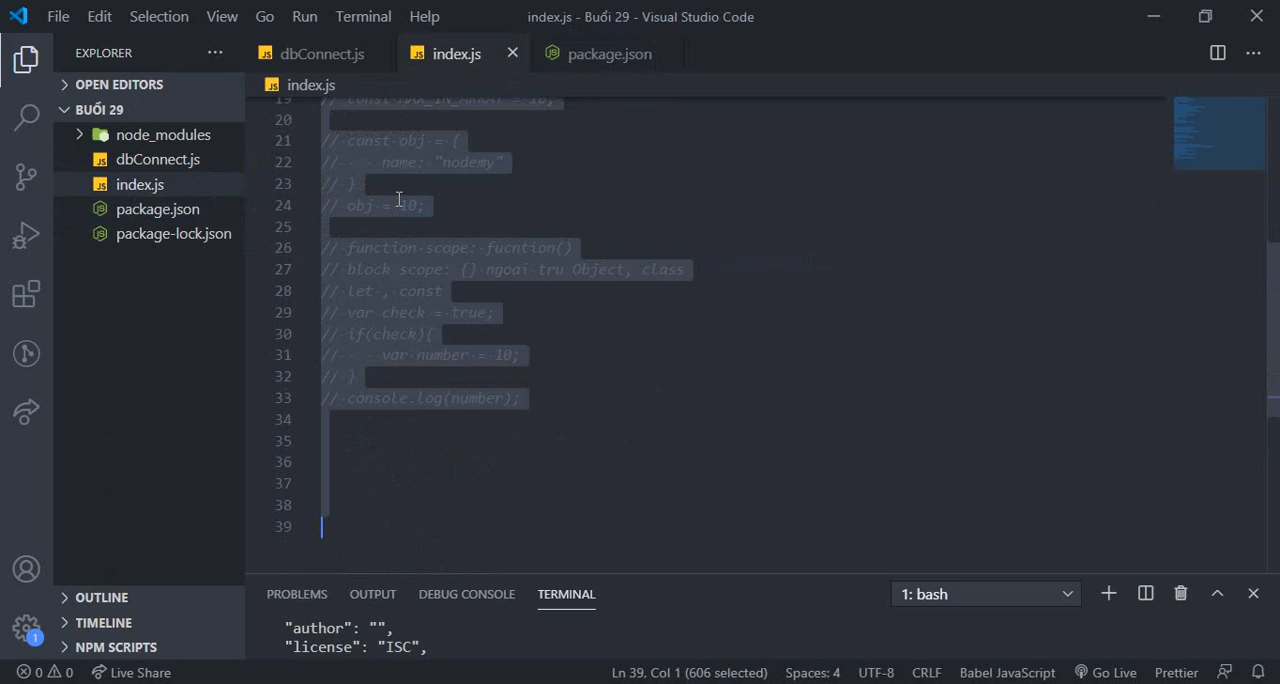 File Edit Selection View Go Run Terminal Help index.js - Buổi 29 - Visual Studio Code
EXPLORER ··· dbConnect.js index.js package.json ···
OPEN EDITORS index.js
BUỔI 29
node_modules
dbConnect.js
index.js
package.json
package-lock.json
19 // const MAX_IN_ARRAY = 10;
20
21 // const obj = {
22 //     name: "nodemy"
23 // }
24 // obj = 10;
25
26 // function scope: fucntion()
27 // block scope: {} ngoai tru Object, class
28 // let , const
29 // var check = true;
30 // if(check){
31 //     var number = 10;
32 // }
33 // console.log(number);
34
35
36
37
38
39
OUTLINE
TIMELINE
NPM SCRIPTS
1
PROBLEMS OUTPUT DEBUG CONSOLE TERMINAL 1: bash
"author": "",
"license": "ISC",
0 0 Live Share Ln 39, Col 1 (606 selected) Spaces: 4 UTF-8 CRLF Babel JavaScript Go Live Prettier